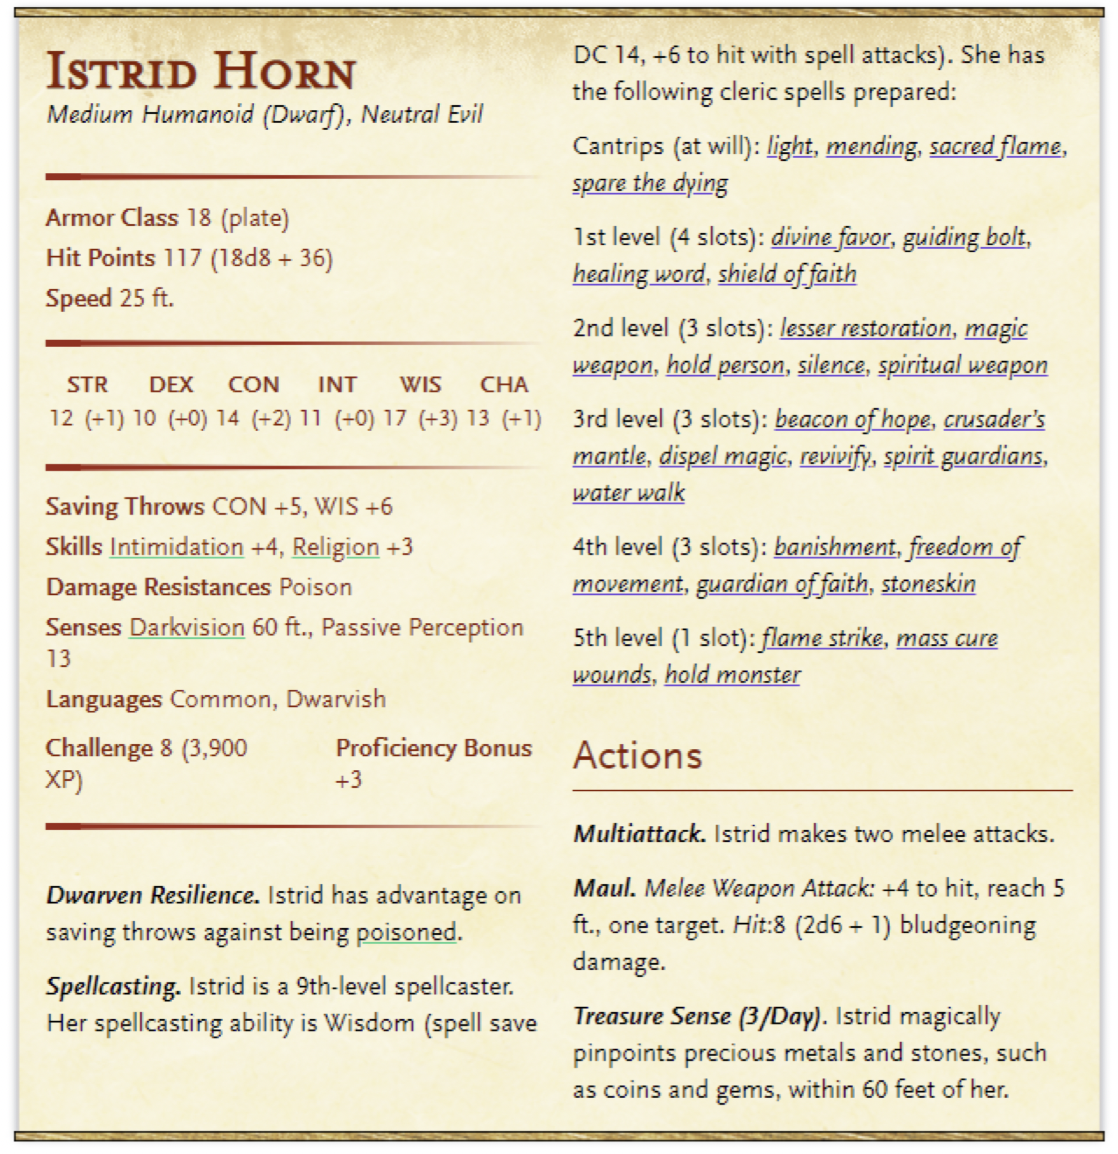 Istrid Horn
Medium Humanoid (Dwarf), Neutral Evil
Armor Class 18 (plate)
Hit Points 117 (18d8 + 36)
Speed 25 ft.
STR DEX CON INT WIS CHA
12 (+1) 10 (+0) 14 (+2) 11 (+0) 17 (+3) 13 (+1)
Saving Throws CON +5, WIS +6
Skills Intimidation +4, Religion +3
Damage Resistances Poison
Senses Darkvision 60 ft., Passive Perception
13
Languages Common, Dwarvish
Challenge 8 (3,900
XP)
Proficiency Bonus
+3
Dwarven Resilience. Istrid has advantage on
saving throws against being poisoned.
Spellcasting. Istrid is a 9th-level spellcaster.
Her spellcasting ability is Wisdom (spell save
DC 14, +6 to hit with spell attacks). She has
the following cleric spells prepared:
Cantrips (at will): light, mending, sacred flame,
spare the dying
1st level (4 slots): divine favor, guiding bolt,
healing word, shield of faith
2nd level (3 slots): lesser restoration, magic
weapon, hold person, silence, spiritual weapon
3rd level (3 slots): beacon of hope, crusader’s
mantle, dispel magic, revivify, spirit guardians,
water walk
4th level (3 slots): banishment, freedom of
movement, guardian of faith, stoneskin
5th level (1 slot): flame strike, mass cure
wounds, hold monster
Actions
Multiattack. Istrid makes two melee attacks.
Maul. Melee Weapon Attack: +4 to hit, reach 5
ft., one target. Hit:8 (2d6 + 1) bludgeoning
damage.
Treasure Sense (3/Day). Istrid magically
pinpoints precious metals and stones, such
as coins and gems, within 60 feet of her.